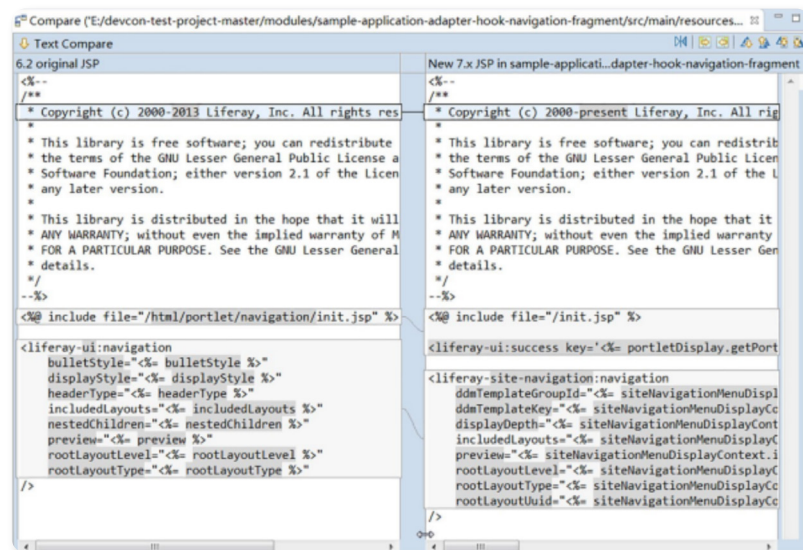 Compare ('E:/devcon-test-project-master/modules/sample-application-adapter-hook-navigation-fragment/src/main/resources...
Text Compare
6.2 original JSP
<%--
/**
* Copyright (c) 2000-2013 Liferay, Inc. All rights res
*
* This library is free software; you can redistribute
* the terms of the GNU Lesser General Public License a
* Software Foundation; either version 2.1 of the Licen
* any later version.
*
* This library is distributed in the hope that it will
* ANY WARRANTY; without even the implied warranty of M
* FOR A PARTICULAR PURPOSE. See the GNU Lesser General
* details.
*/
--%>
<%@ include file="/html/portlet/navigation/init.jsp" %>
<liferay-ui:navigation
bulletStyle="<%= bulletStyle %>"
displayStyle="<%= displayStyle %>"
headerType="<%= headerType %>"
includedLayouts="<%= includedLayouts %>"
nestedChildren="<%= nestedChildren %>"
preview="<%= preview %>"
rootLayoutLevel="<%= rootLayoutLevel %>"
rootLayoutType="<%= rootLayoutType %>"
/>
New 7.x JSP in sample-applicati...dapter-hook-navigation-fragment
<%--
/**
* Copyright (c) 2000-present Liferay, Inc. All rig
*
* This library is free software; you can redistrib
* the terms of the GNU Lesser General Public Licen
* Software Foundation; either version 2.1 of the L
* any later version.
*
* This library is distributed in the hope that it
* ANY WARRANTY; without even the implied warranty
* FOR A PARTICULAR PURPOSE. See the GNU Lesser Gen
* details.
*/
--%>
<%@ include file="/init.jsp" %>
<liferay-ui:success key='<%= portletDisplay.getPort
<liferay-site-navigation:navigation
ddmTemplateGroupId="<%= siteNavigationMenuDispl
ddmTemplateKey="<%= siteNavigationMenuDisplayCo
displayDepth="<%= siteNavigationMenuDisplayCont
includedLayouts="<%= siteNavigationMenuDisplayC
preview="<%= siteNavigationMenuDisplayContext.i
rootLayoutLevel="<%= siteNavigationMenuDisplayC
rootLayoutType="<%= siteNavigationMenuDisplayCo
rootLayoutUuid="<%= siteNavigationMenuDisplayCo
/>